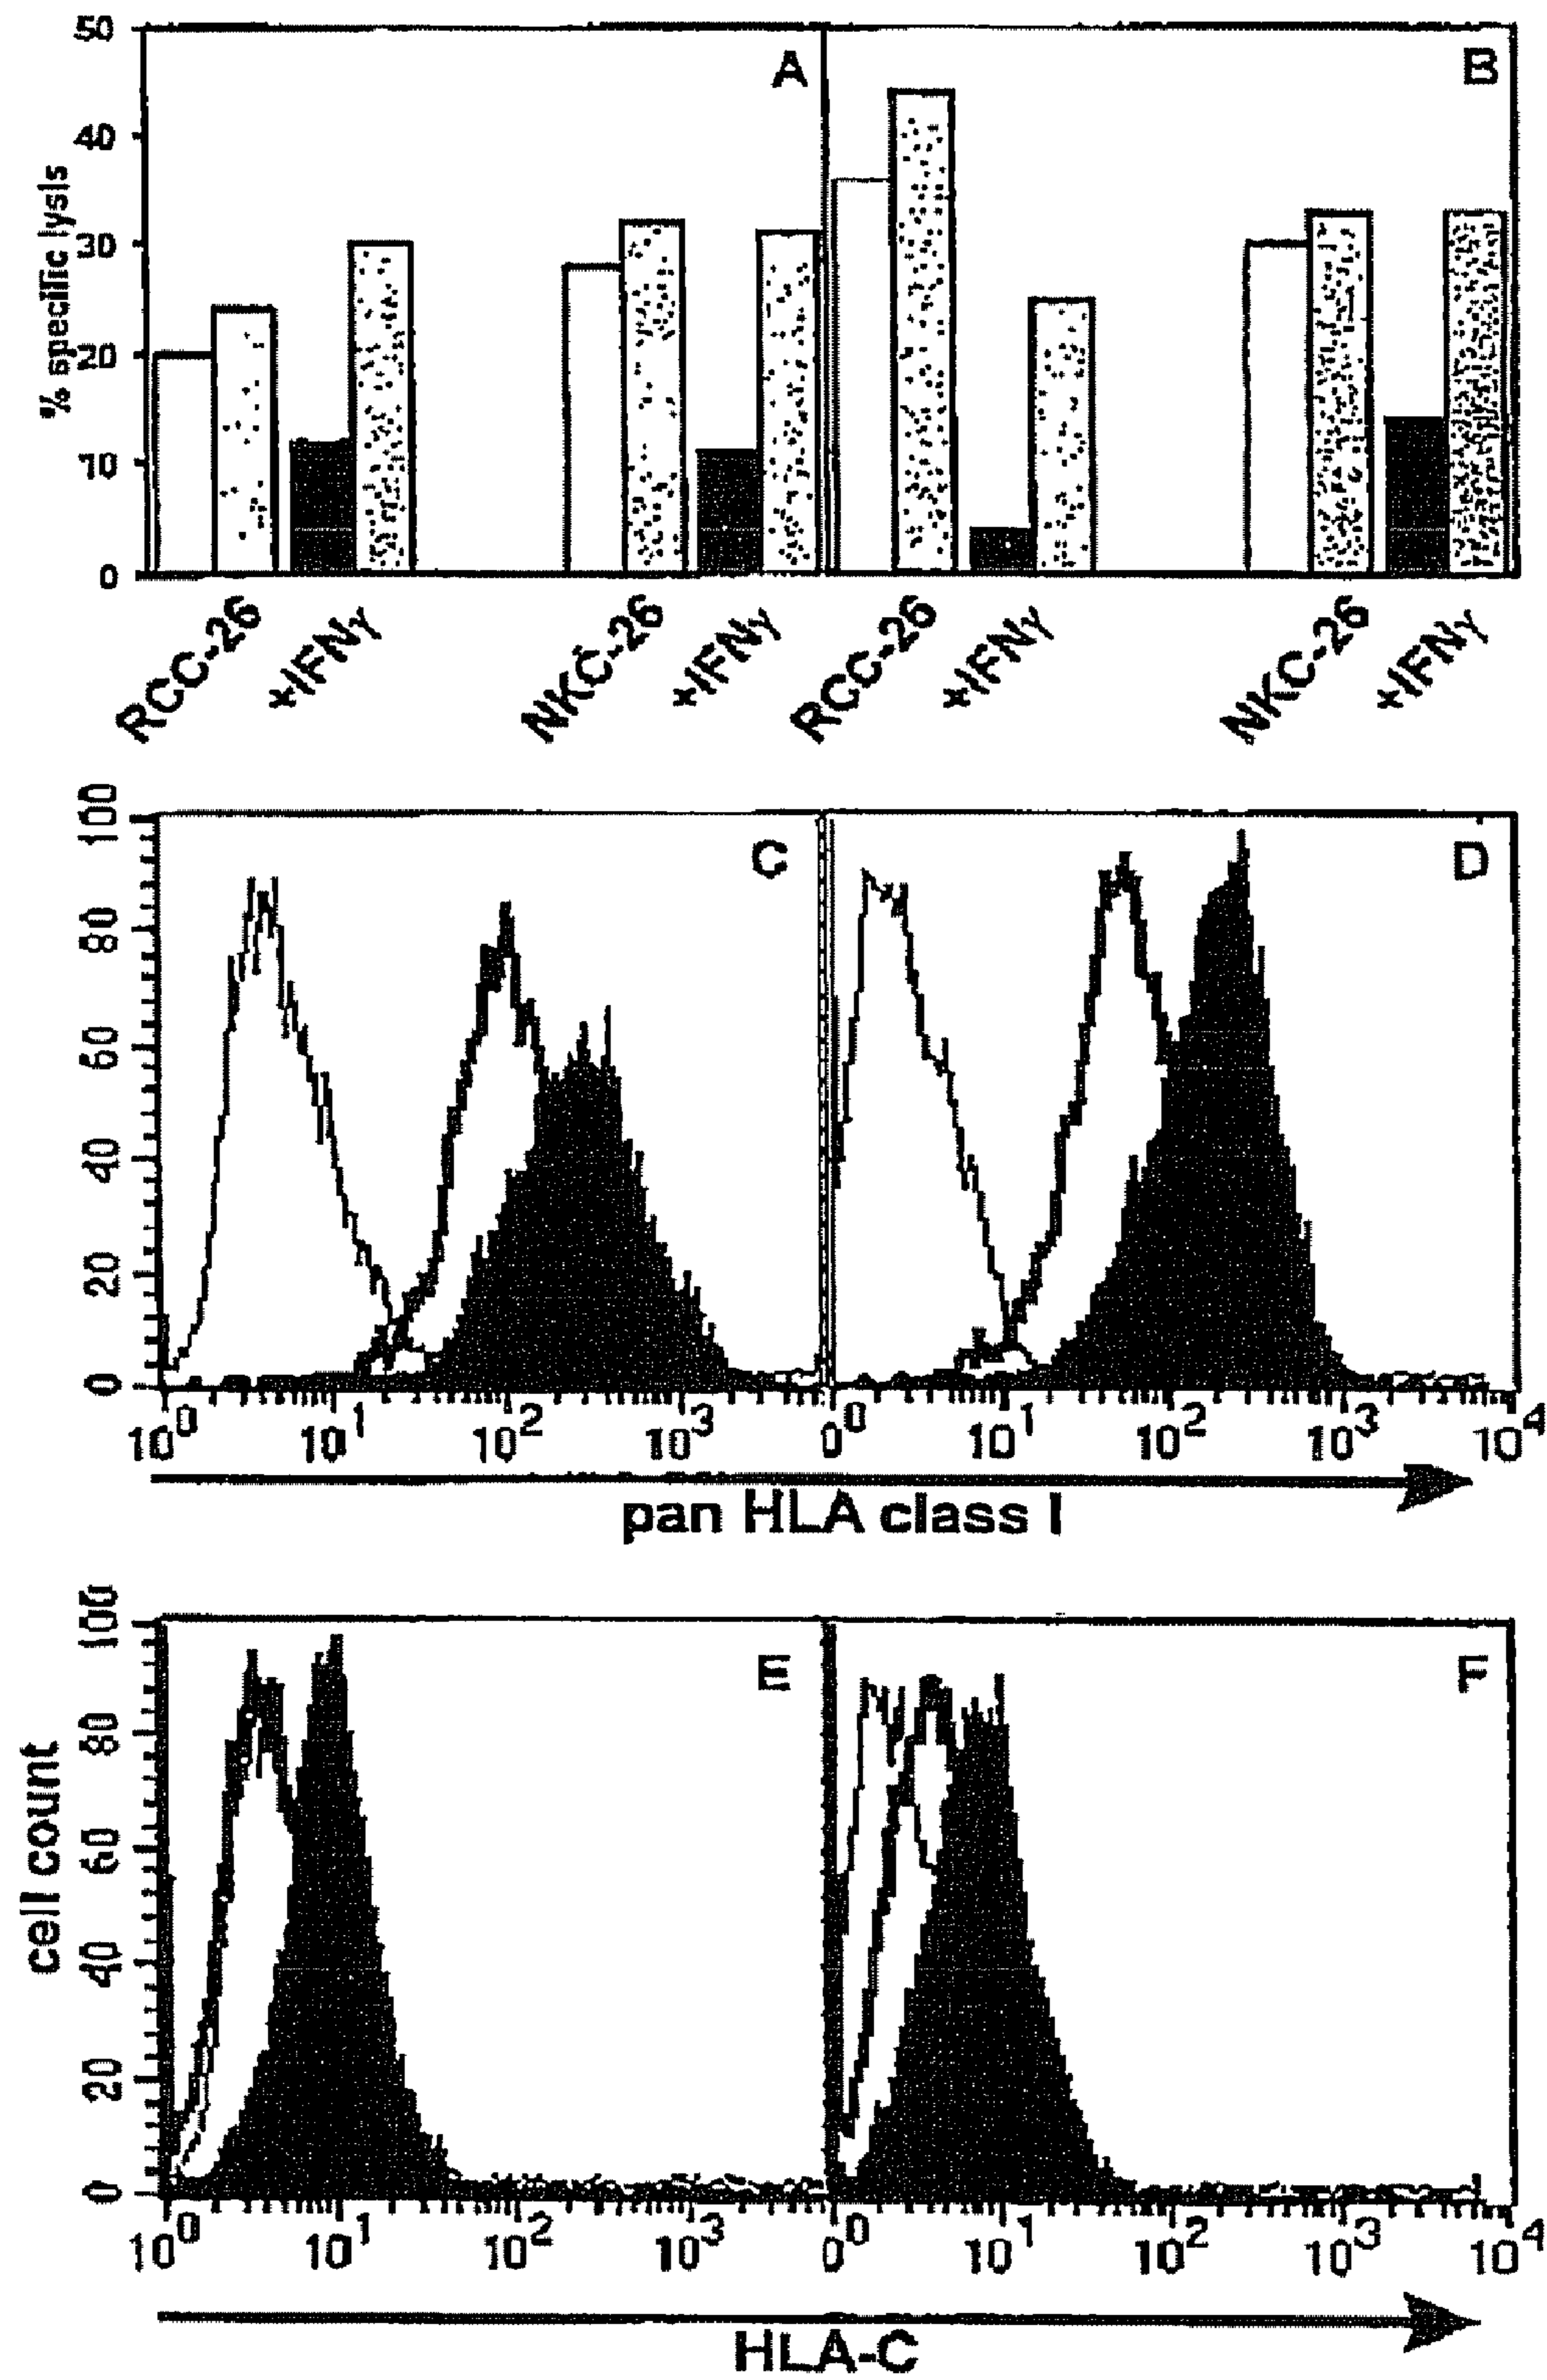 50
A
B
40
30
20
10
0
% specific lysis
RCC-26
+IFNγ
NKC-26
+IFNγ
RCC-26
+IFNγ
NKC-26
+IFNγ
100
80
60
40
20
0
C
D
10^0
10^1
10^2
10^3
0^0
10^1
10^2
10^3
10^4
pan HLA class I
100
80
60
40
20
0
cell count
E
F
10^0
10^1
10^2
10^3
0^0
10^1
10^2
10^3
10^4
HLA-C